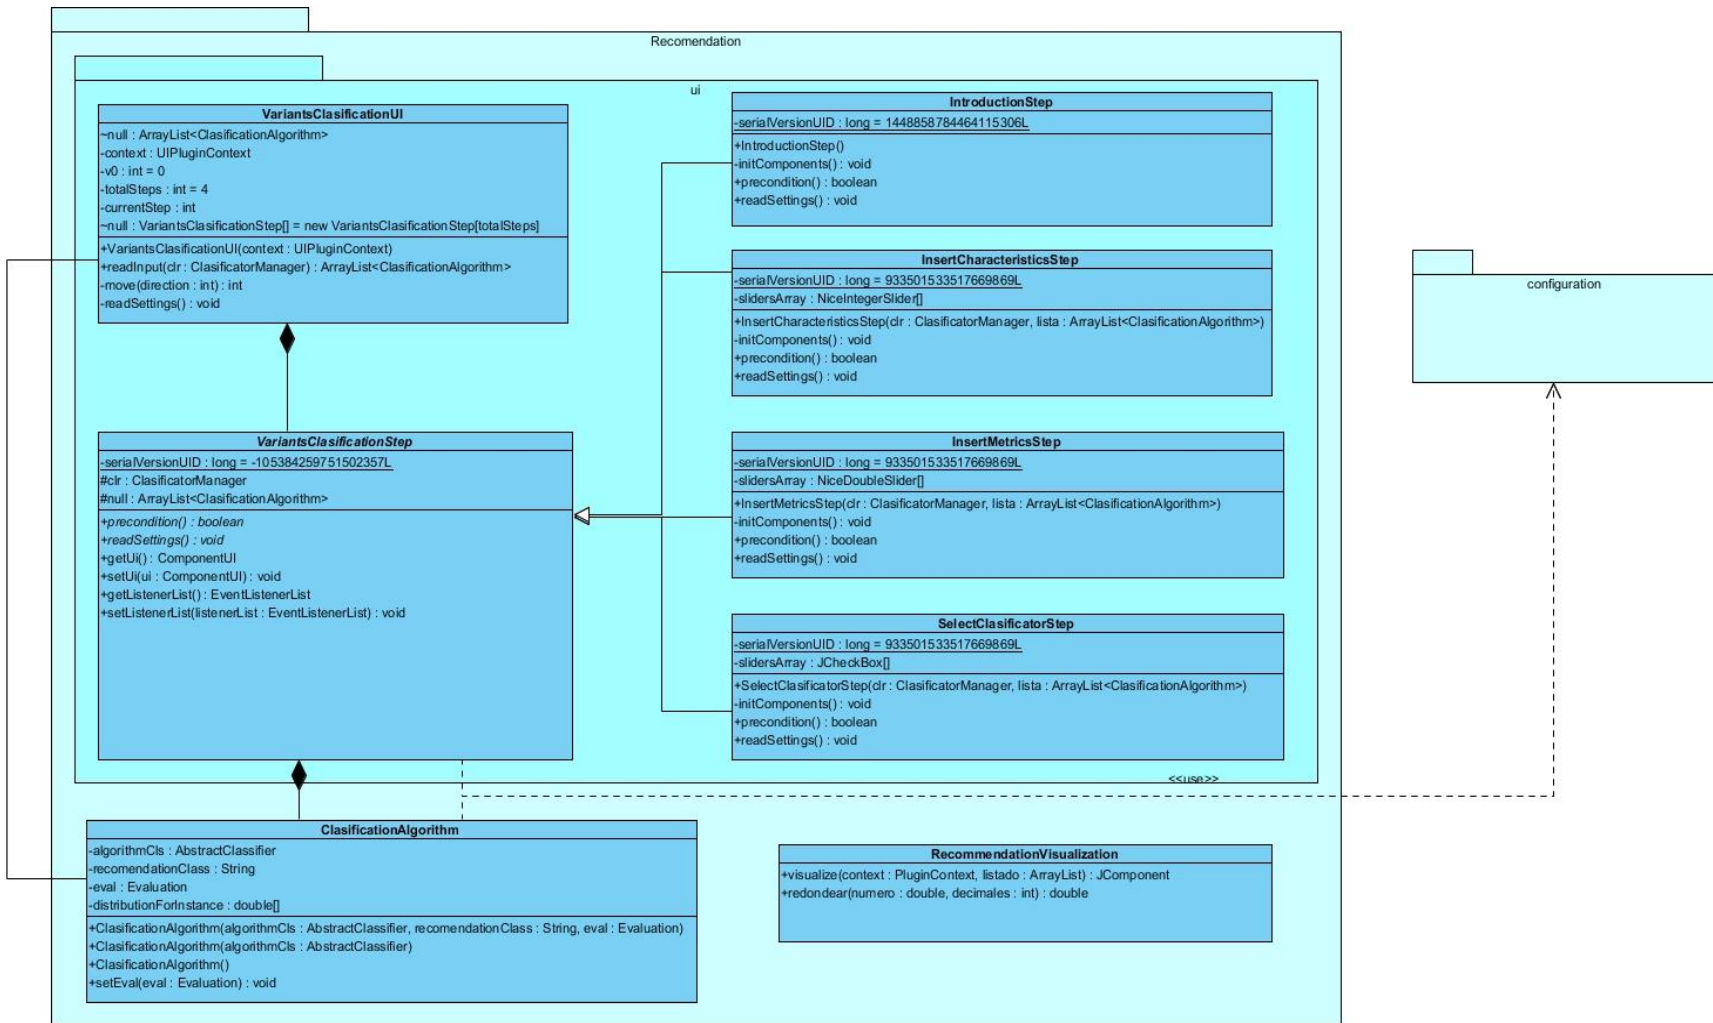 Recomendation
ui
VariantsClasificationUI
~null : ArrayList<ClasificationAlgorithm>
-context : UIPluginContext
-v0 : int = 0
-totalSteps : int = 4
-currentStep : int
~null : VariantsClasificationStep[] = new VariantsClasificationStep[totalSteps]
+VariantsClasificationUI(context : UIPluginContext)
+readInput(clr : ClasificatorManager) : ArrayList<ClasificationAlgorithm>
-move(direction : int) : int
-readSettings() : void
IntroductionStep
-serialVersionUID : long = 1448858784464115306L
+IntroductionStep()
-initComponents() : void
+precondition() : boolean
+readSettings() : void
InsertCharacteristicsStep
-serialVersionUID : long = 933501533517669869L
-slidersArray : NiceIntegerSlider[]
+InsertCharacteristicsStep(clr : ClasificatorManager, lista : ArrayList<ClasificationAlgorithm>)
-initComponents() : void
+precondition() : boolean
+readSettings() : void
configuration
VariantsClasificationStep
-serialVersionUID : long = -105384259751502357L
#clr : ClasificatorManager
#null : ArrayList<ClasificationAlgorithm>
+precondition() : boolean
+readSettings() : void
+getUi() : ComponentUI
+setUi(ui : ComponentUI) : void
+getListenerList() : EventListenerList
+setListenerList(listenerList : EventListenerList) : void
InsertMetricsStep
-serialVersionUID : long = 933501533517669869L
-slidersArray : NiceDoubleSlider[]
+InsertMetricsStep(clr : ClasificatorManager, lista : ArrayList<ClasificationAlgorithm>)
-initComponents() : void
+precondition() : boolean
+readSettings() : void
SelectClasificatorStep
-serialVersionUID : long = 933501533517669869L
-slidersArray : JCheckBox[]
+SelectClasificatorStep(clr : ClasificatorManager, lista : ArrayList<ClasificationAlgorithm>)
-initComponents() : void
+precondition() : boolean
+readSettings() : void
<<use>>
ClasificationAlgorithm
-algorithmCls : AbstractClassifier
-recomendationClass : String
-eval : Evaluation
-distributionForInstance : double[]
+ClasificationAlgorithm(algorithmCls : AbstractClassifier, recomendationClass : String, eval : Evaluation)
+ClasificationAlgorithm(algorithmCls : AbstractClassifier)
+ClasificationAlgorithm()
+setEval(eval : Evaluation) : void
RecommendationVisualization
+visualize(context : PluginContext, listado : ArrayList) : JComponent
+redondear(numero : double, decimales : int) : double